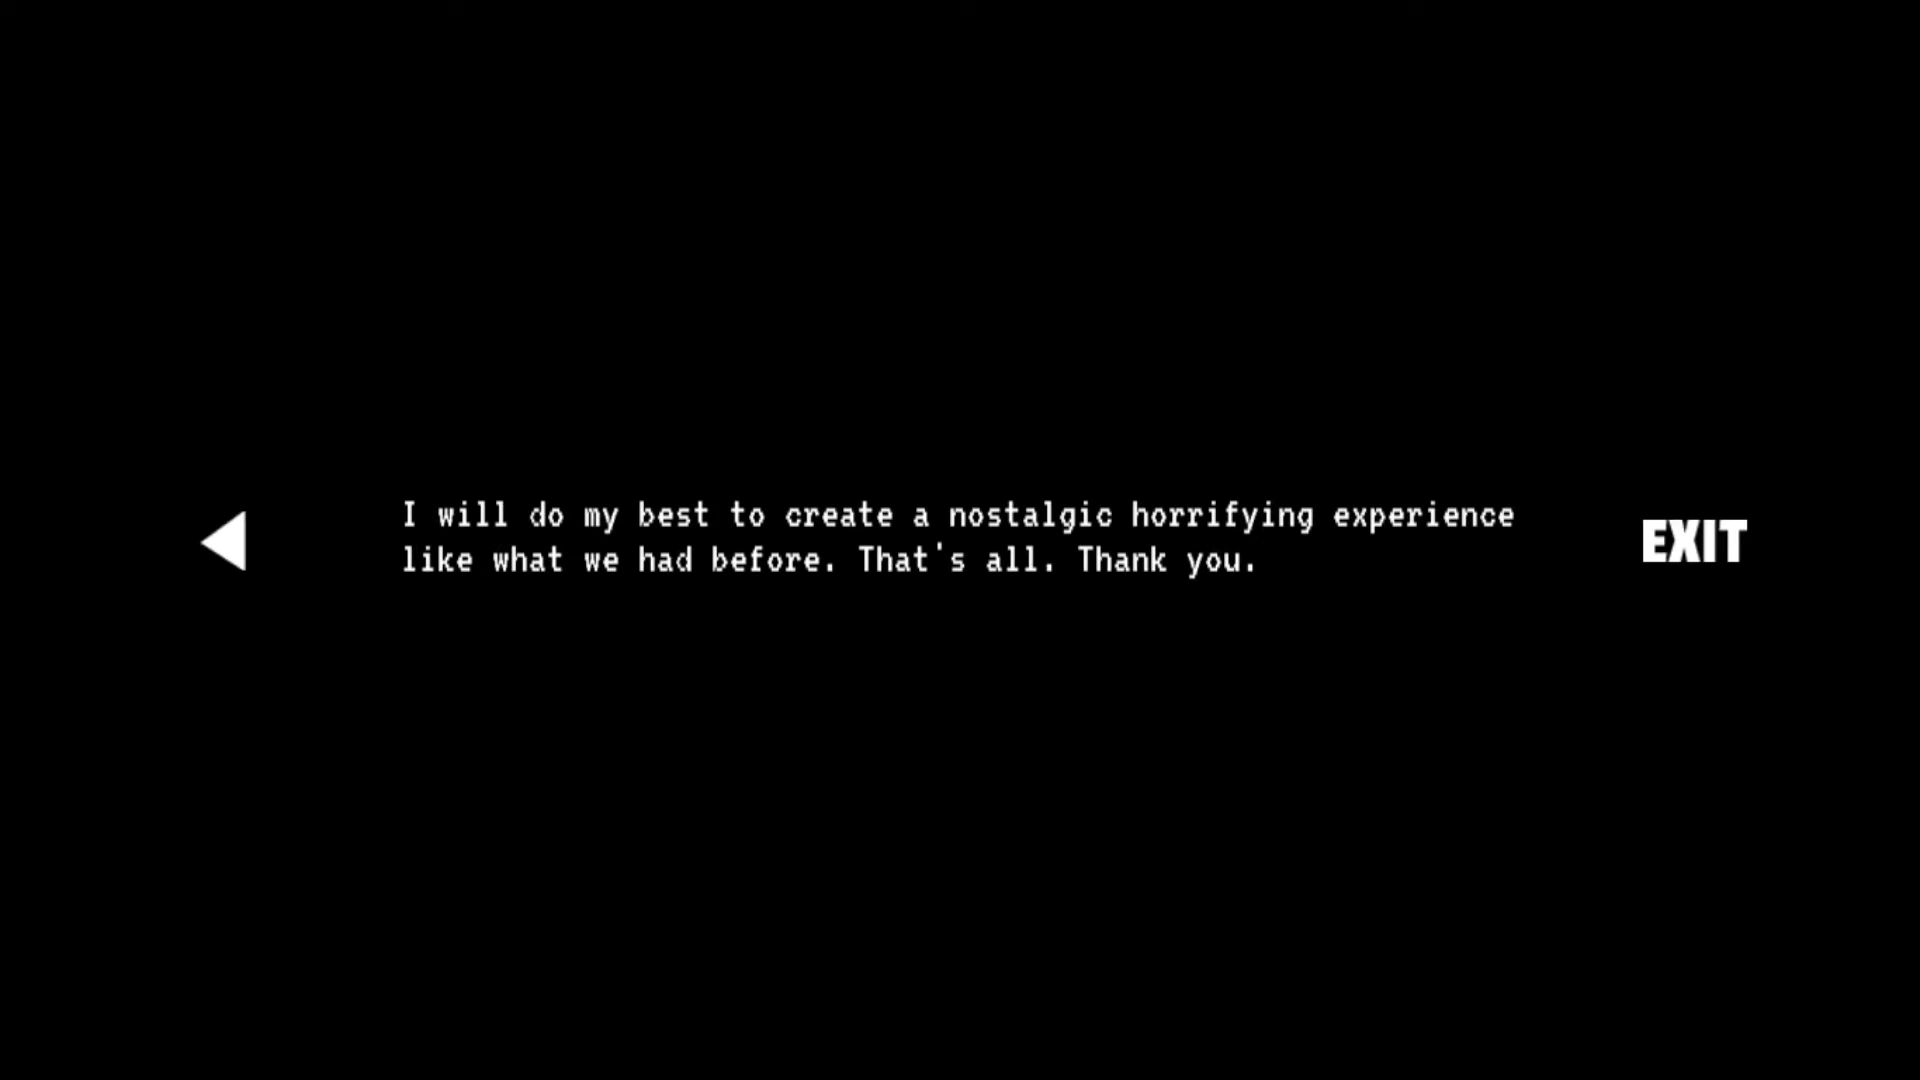 I will do my best to create a nostalgic horrifying experience
like what we had before. That's all. Thank you.
EXIT